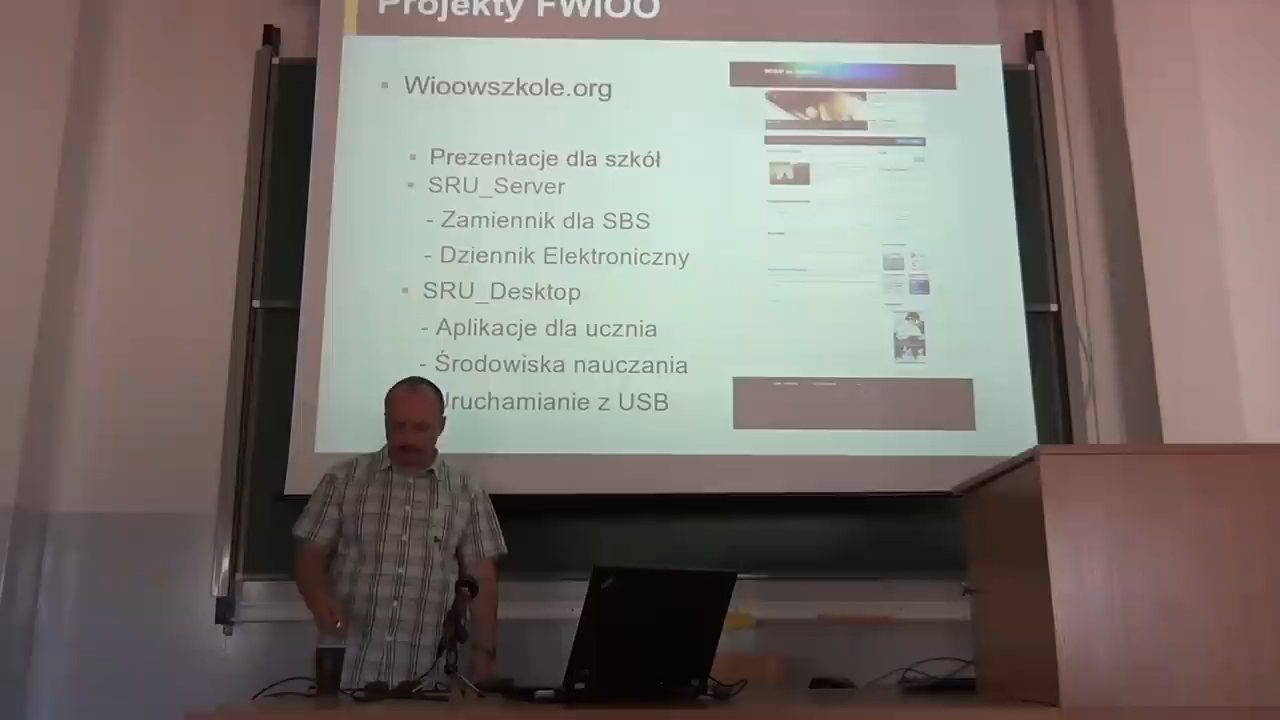 Projekty FWIOO
Wioowszkole.org
Prezentacje dla szkół
SRU_Server
- Zamiennik dla SBS
- Dziennik Elektroniczny
SRU_Desktop
- Aplikacje dla ucznia
- Środowiska nauczania
Uruchamianie z USB